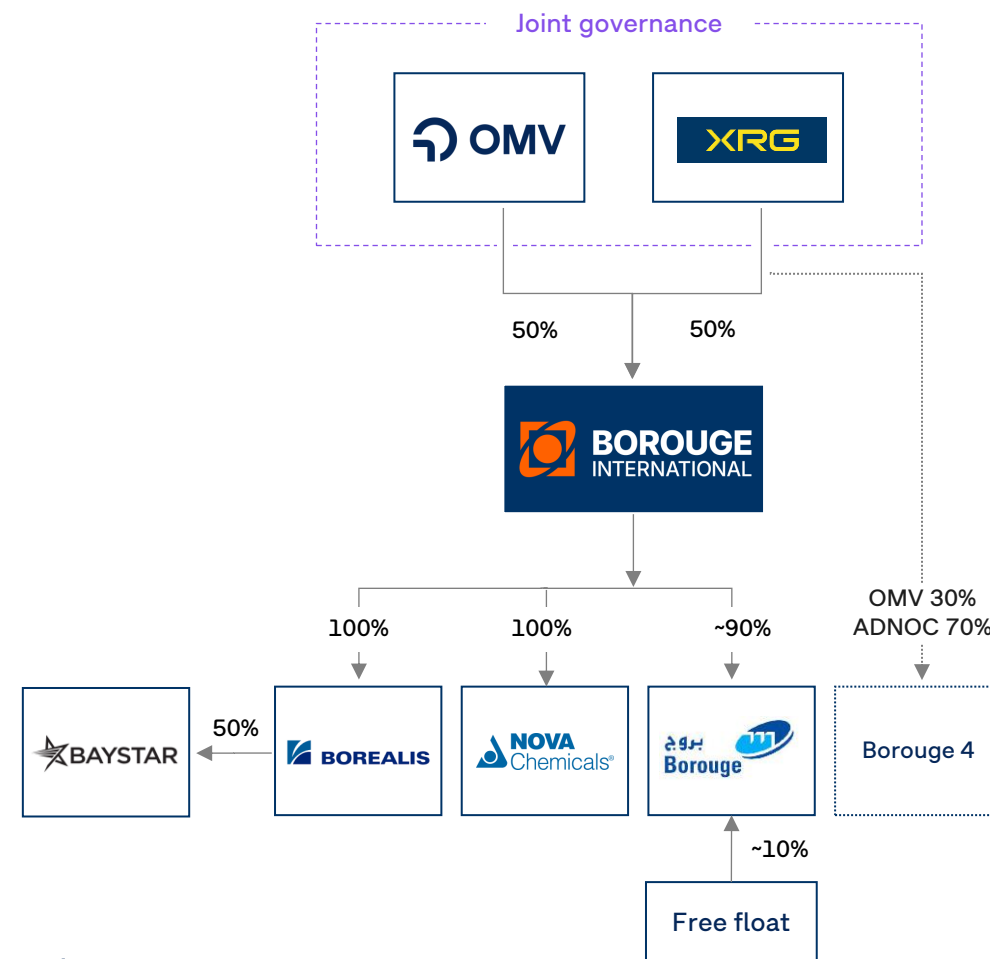 Joint governance
OMV
XRG
50%
50%
BOROUGE
INTERNATIONAL
OMV 30%
ADNOC 70%
100%
100%
~90%
BAYSTAR
50%
BOREALIS
NOVA
Chemicals®
بروج
Borouge
Borouge 4
~10%
Free float